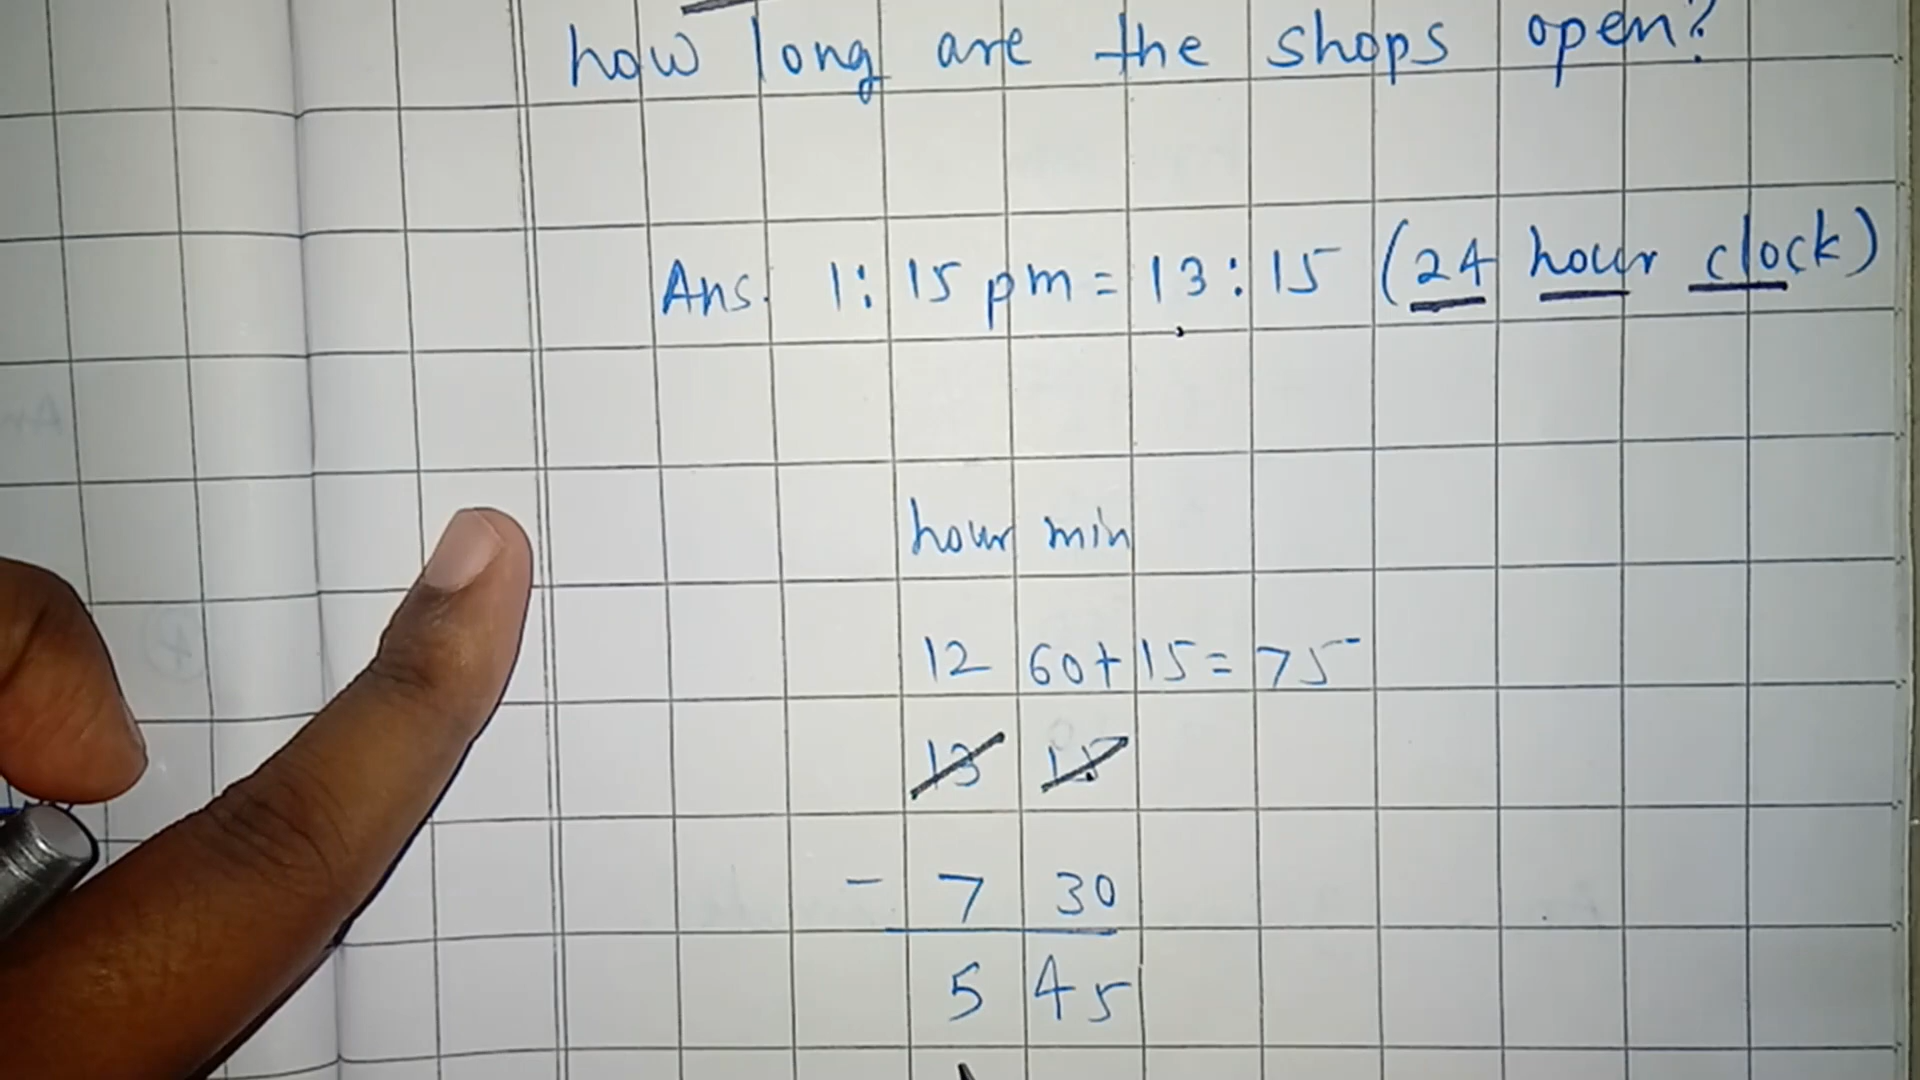 how long are the shops open?
Ans. 1:15 pm = 13:15 (24 hour clock)
hour min
12 60+15=75
13 15
- 7 30
5 45